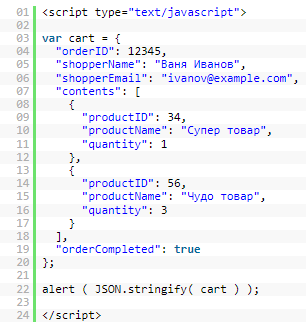 01 <script type="text/javascript">
02
03 var cart = {
04   "orderID": 12345,
05   "shopperName": "Ваня Иванов",
06   "shopperEmail": "ivanov@example.com",
07   "contents": [
08     {
09       "productID": 34,
10       "productName": "Супер товар",
11       "quantity": 1
12     },
13     {
14       "productID": 56,
15       "productName": "Чудо товар",
16       "quantity": 3
17     }
18   ],
19   "orderCompleted": true
20 };
21
22 alert ( JSON.stringify( cart ) );
23
24 </script>